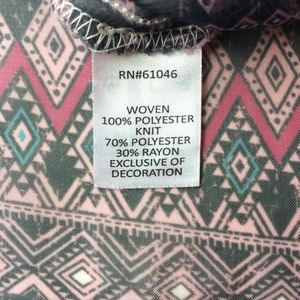 RN#61046
WOVEN
100% POLYESTER
KNIT
70% POLYESTER
30% RAYON
EXCLUSIVE OF
DECORATION